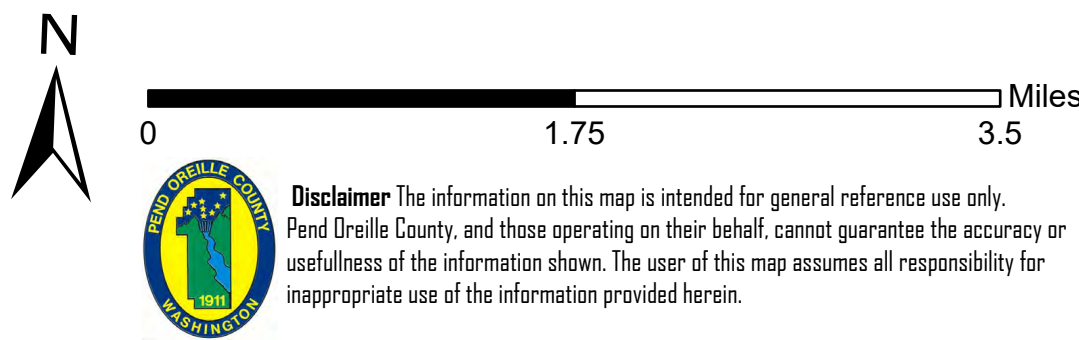 N
Miles
0 1.75 3.5
PEND OREILLE COUNTY
1911
WASHINGTON
Disclaimer The information on this map is intended for general reference use only.
Pend Oreille County, and those operating on their behalf, cannot guarantee the accuracy or
usefullness of the information shown. The user of this map assumes all responsibility for
inappropriate use of the information provided herein.